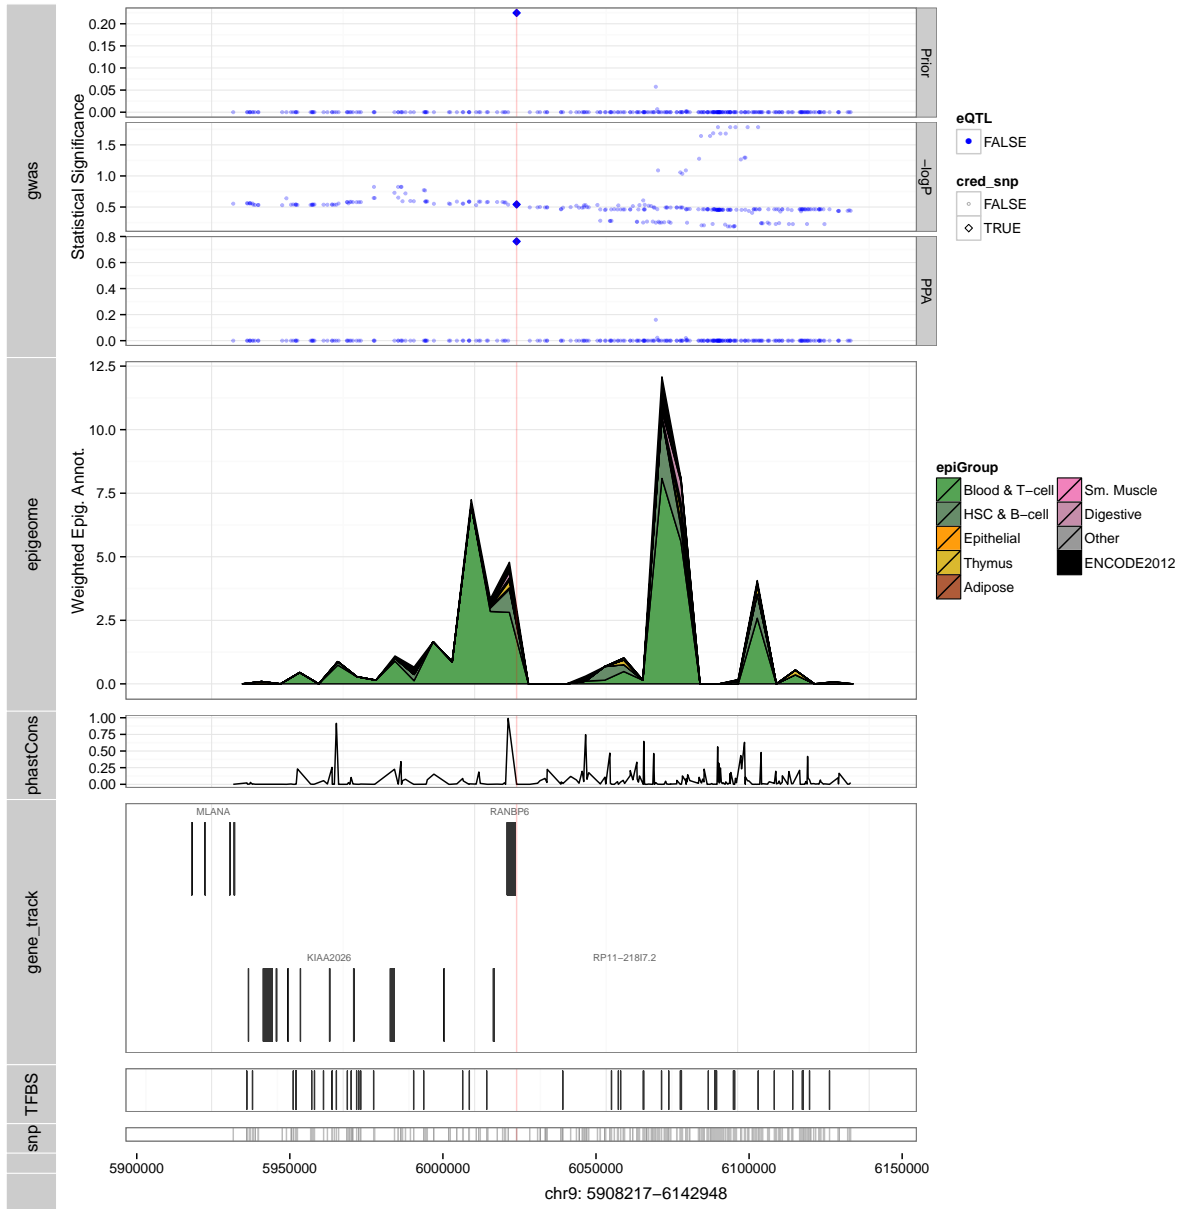 gwas
Statistical Significance
0.20
0.15
0.10
0.05
0.00
Prior
1.5
1.0
0.5
−logP
0.8
0.6
0.4
0.2
0.0
PPA
eQTL
FALSE
cred_snp
FALSE
TRUE
epigeome
Weighted Epig. Annot.
12.5
10.0
7.5
5.0
2.5
0.0
epiGroup
Blood & T−cell
HSC & B−cell
Epithelial
Thymus
Adipose
Sm. Muscle
Digestive
Other
ENCODE2012
phastCons
1.00
0.75
0.50
0.25
0.00
gene_track
MLANA
RANBP6
KIAA2026
RP11−218I7.2
TFBS
snp
5900000
5950000
6000000
6050000
6100000
6150000
chr9: 5908217−6142948